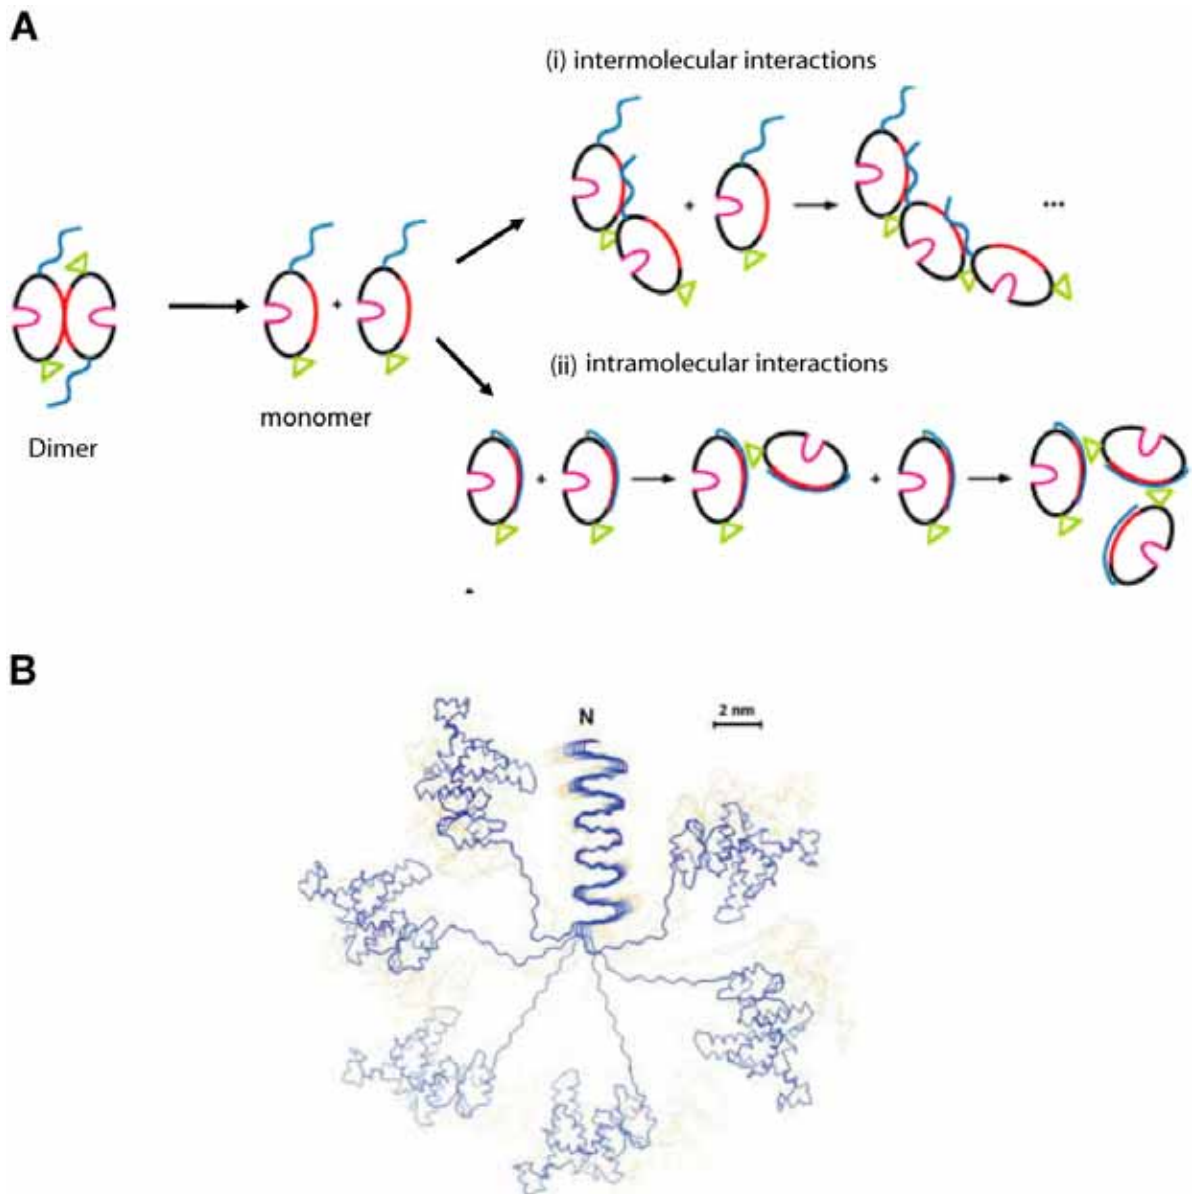 A
(i) intermolecular interactions
+
+
...
Dimer
monomer
(ii) intramolecular interactions
+
+
+
B
N
2 nm